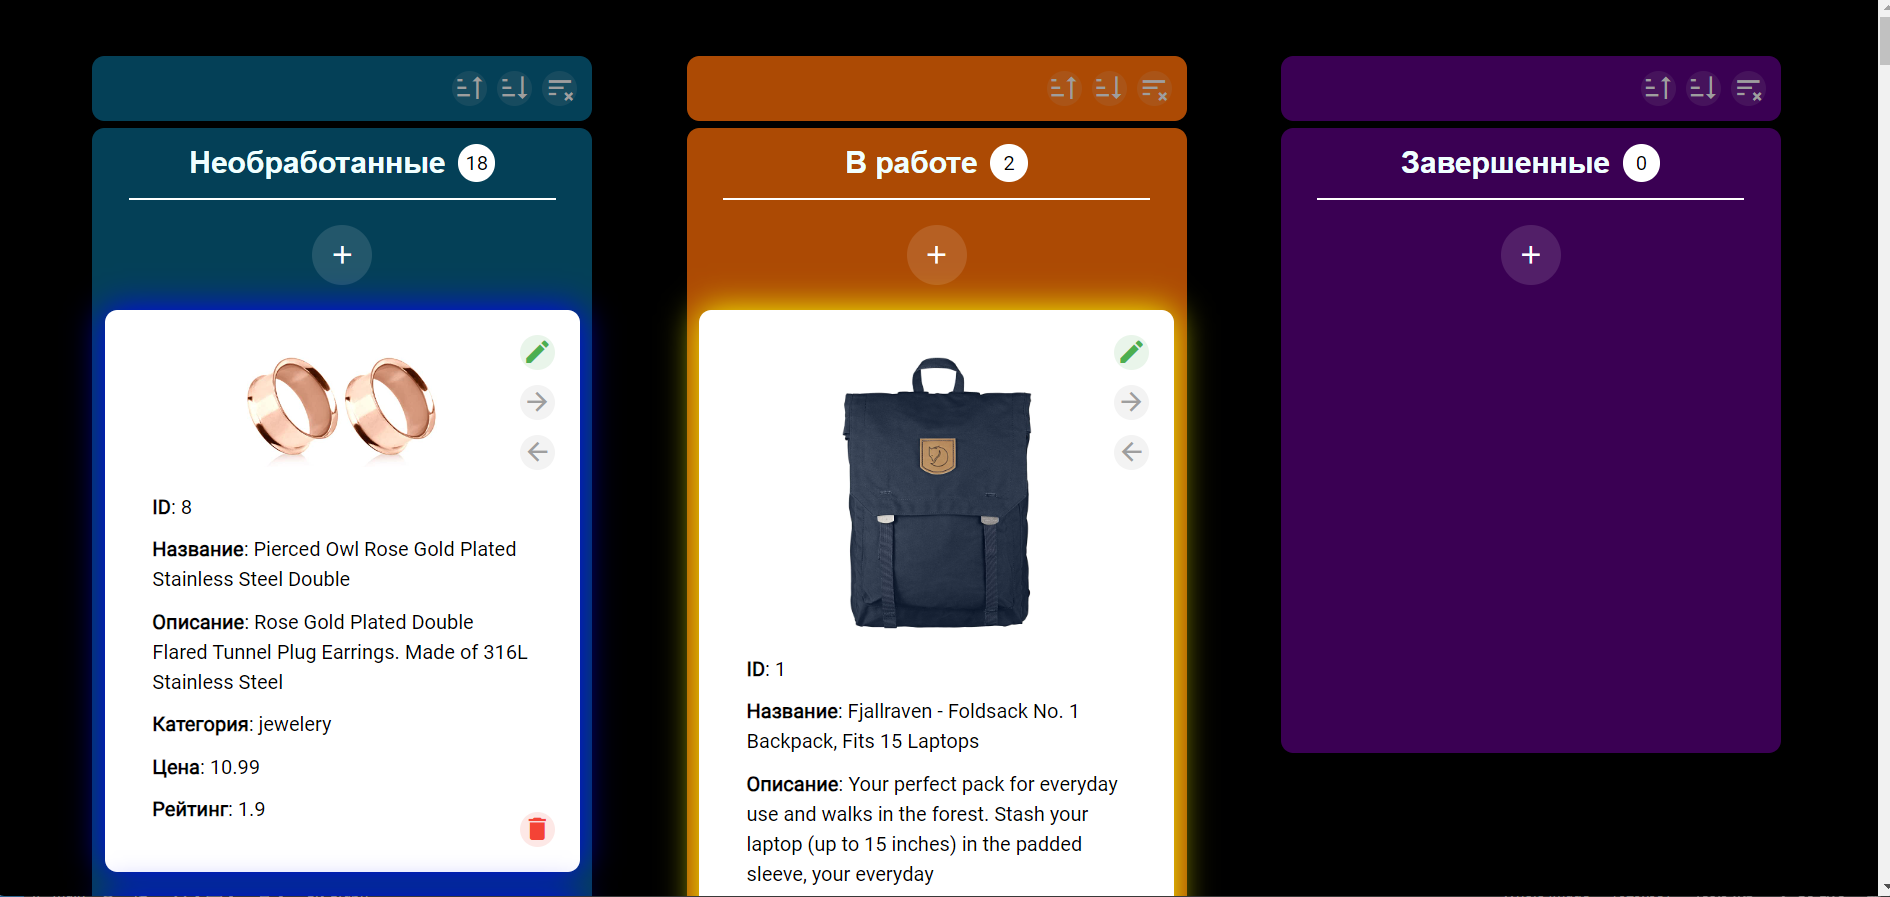 Необработанные 18
ID: 8
Название: Pierced Owl Rose Gold Plated
Stainless Steel Double
Описание: Rose Gold Plated Double
Flared Tunnel Plug Earrings. Made of 316L
Stainless Steel
Категория: jewelery
Цена: 10.99
Рейтинг: 1.9
В работе 2
ID: 1
Название: Fjallraven - Foldsack No. 1
Backpack, Fits 15 Laptops
Описание: Your perfect pack for everyday
use and walks in the forest. Stash your
laptop (up to 15 inches) in the padded
sleeve, your everyday
Завершенные 0